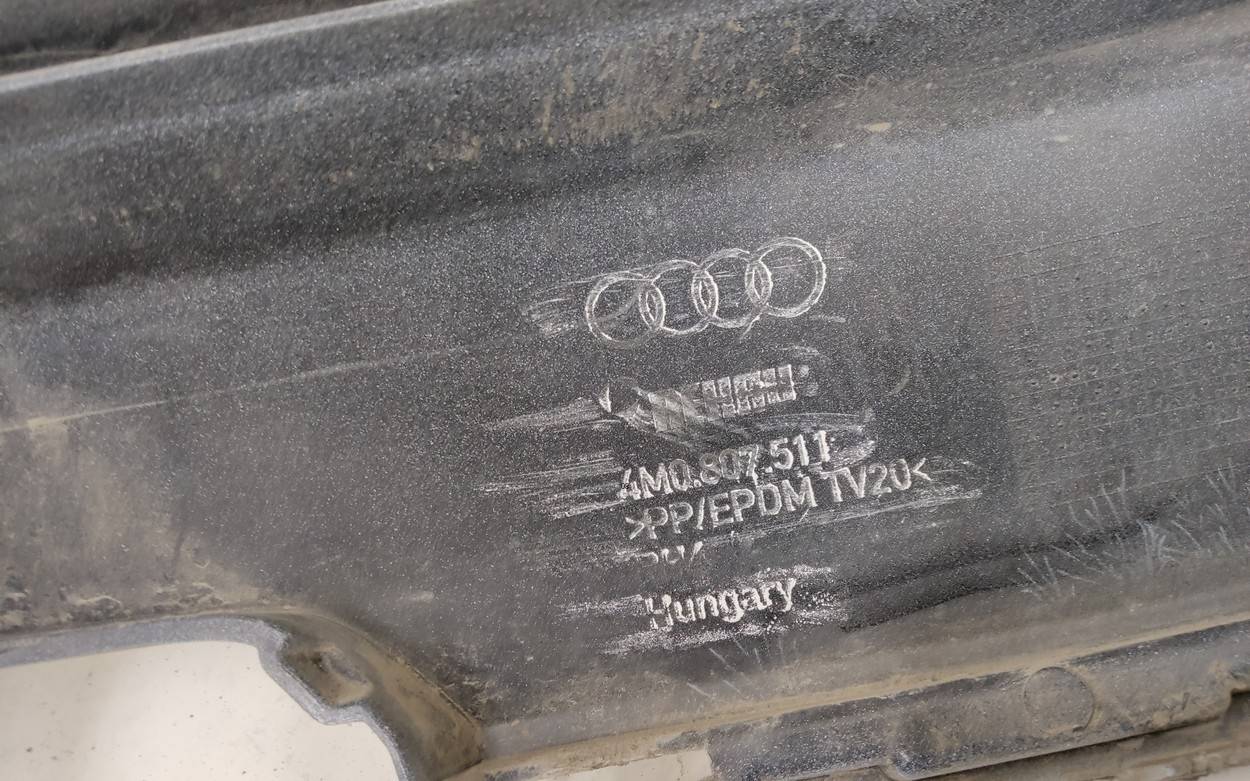 4M0.807.511
>PP/EPDM TV20<
Hungary